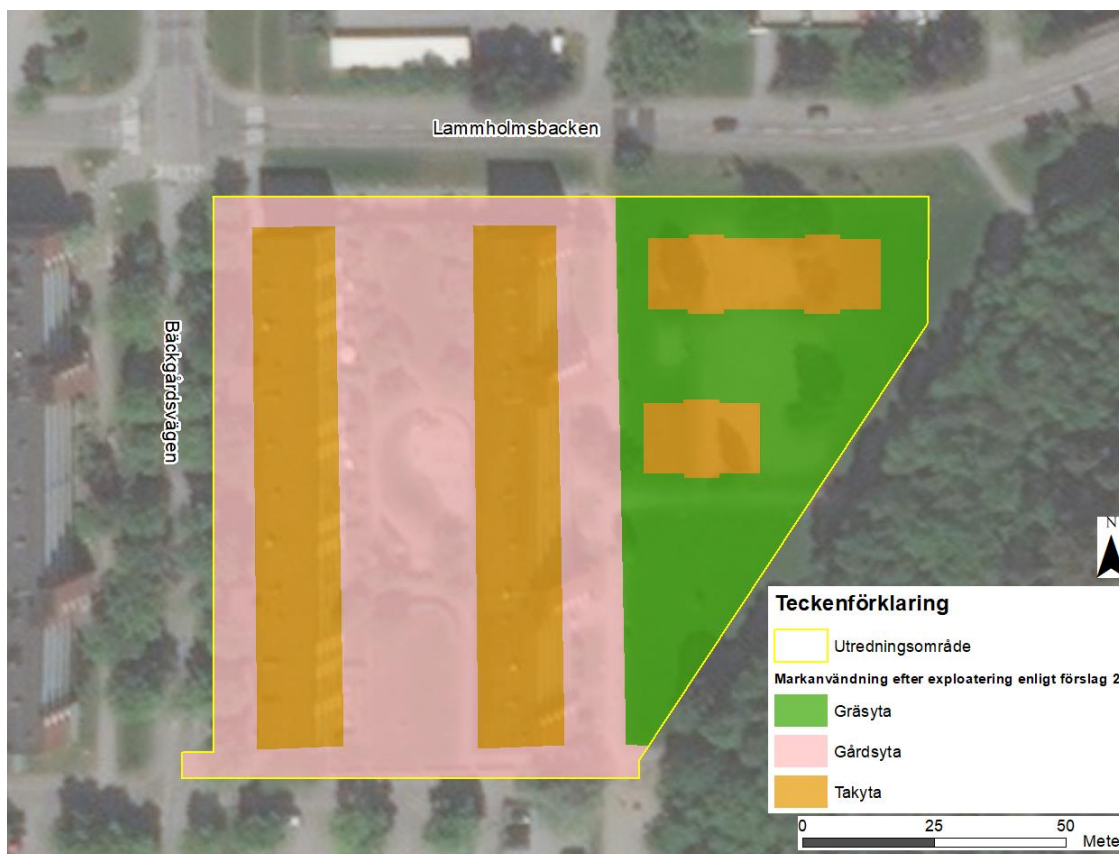 Lammholmsbacken
Bäckgårdsvägen
N
Teckenförklaring
Utredningsområde
Markanvändning efter exploatering enligt förslag 2
Gräsyta
Gårdsyta
Takyta
0 25 50
Mete